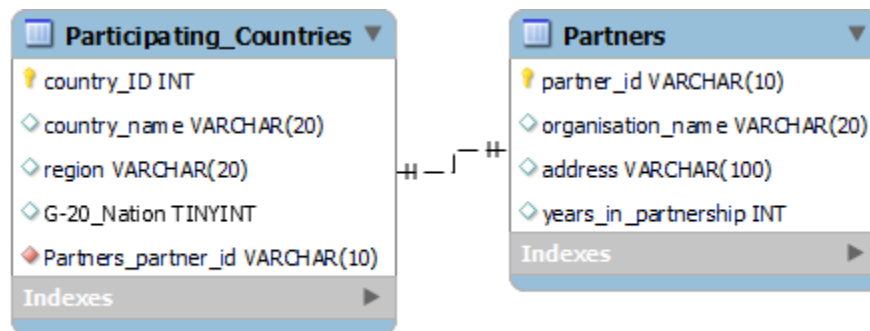 Participating_Countries
country_ID INT
country_name VARCHAR(20)
region VARCHAR(20)
G-20_Nation TINYINT
Partners_partner_id VARCHAR(10)
Indexes
Partners
partner_id VARCHAR(10)
organisation_name VARCHAR(20)
address VARCHAR(100)
years_in_partnership INT
Indexes